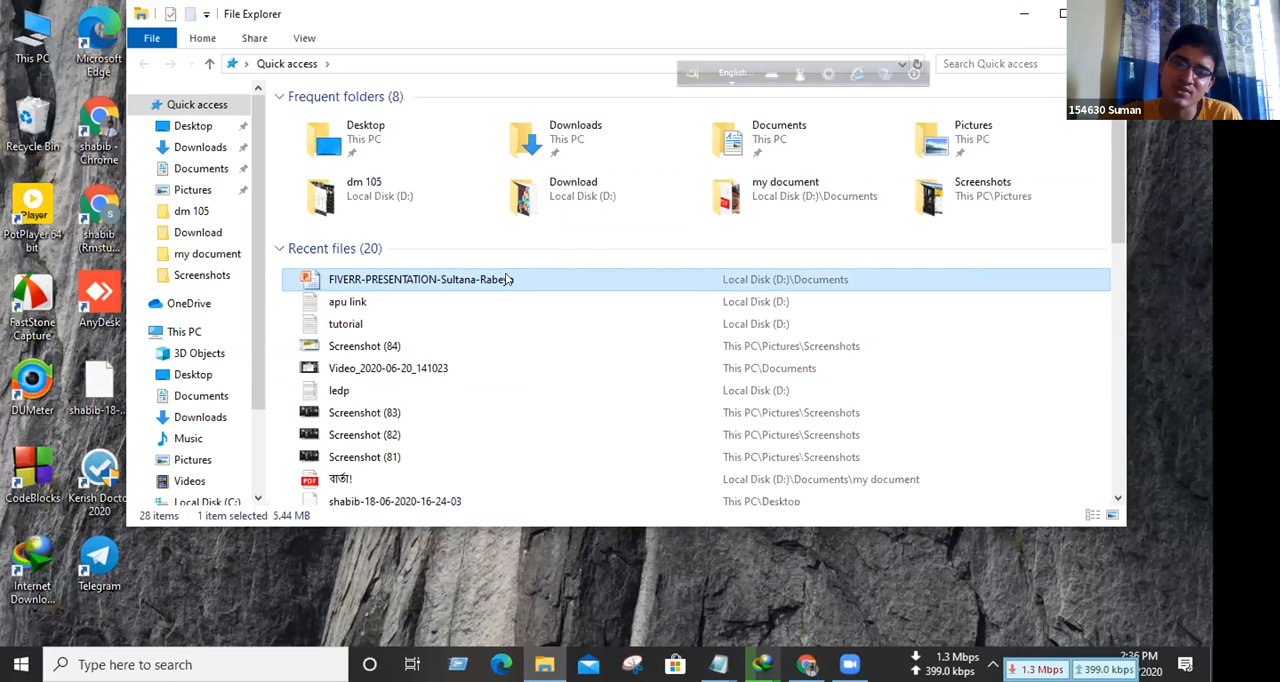 File Explorer
File Home Share View
Quick access
Search Quick access
English
154630 Suman
This PC
Microsoft Edge
Recycle Bin
shabib - Chrome
PotPlayer 64 bit
shabib (Rmstu...
FastStone Capture
AnyDesk
DUMeter
shabib-18-...
CodeBlocks
Kerish Docto... 2020
Internet Downlo...
Telegram
Quick access
Desktop
Downloads
Documents
Pictures
dm 105
Download
my document
Screenshots
OneDrive
This PC
3D Objects
Desktop
Documents
Downloads
Music
Pictures
Videos
Local Disk (C:)
Frequent folders (8)
Desktop
This PC
Downloads
This PC
Documents
This PC
Pictures
This PC
dm 105
Local Disk (D:)
Download
Local Disk (D:)
my document
Local Disk (D:)\Documents
Screenshots
This PC\Pictures
Recent files (20)
FIVERR-PRESENTATION-Sultana-Rabeya Local Disk (D:)\Documents
apu link Local Disk (D:)
tutorial Local Disk (D:)
Screenshot (84) This PC\Pictures\Screenshots
Video_2020-06-20_141023 This PC\Documents
ledp Local Disk (D:)
Screenshot (83) This PC\Pictures\Screenshots
Screenshot (82) This PC\Pictures\Screenshots
Screenshot (81) This PC\Pictures\Screenshots
PDF বার্তা! Local Disk (D:)\Documents\my document
shabib-18-06-2020-16-24-03 This PC\Desktop
28 items 1 item selected 5.44 MB
Type here to search
1.3 Mbps
399.0 kbps
1.3 Mbps 399.0 kbps
2:36 PM
/2020